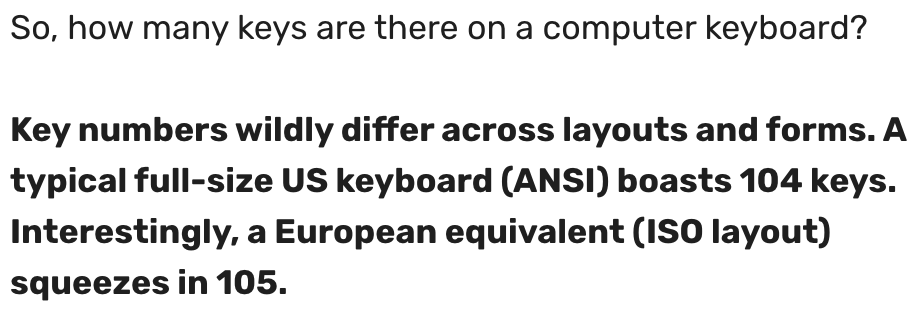 So, how many keys are there on a computer keyboard?
Key numbers wildly differ across layouts and forms. A
typical full-size US keyboard (ANSI) boasts 104 keys.
Interestingly, a European equivalent (ISO layout)
squeezes in 105.